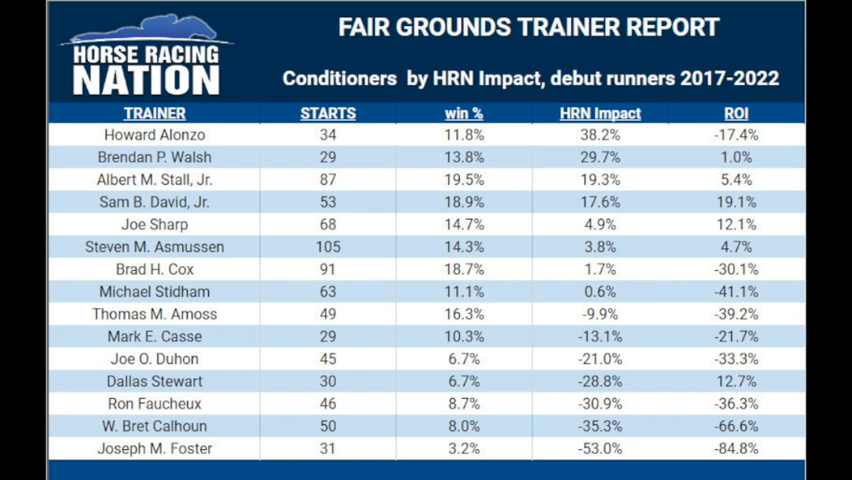 HORSE RACING
NATION
FAIR GROUNDS TRAINER REPORT
Conditioners by HRN Impact, debut runners 2017-2022
TRAINER STARTS win % HRN Impact ROI
Howard Alonzo 34 11.8% 38.2% -17.4%
Brendan P. Walsh 29 13.8% 29.7% 1.0%
Albert M. Stall, Jr. 87 19.5% 19.3% 5.4%
Sam B. David, Jr. 53 18.9% 17.6% 19.1%
Joe Sharp 68 14.7% 4.9% 12.1%
Steven M. Asmussen 105 14.3% 3.8% 4.7%
Brad H. Cox 91 18.7% 1.7% -30.1%
Michael Stidham 63 11.1% 0.6% -41.1%
Thomas M. Amoss 49 16.3% -9.9% -39.2%
Mark E. Casse 29 10.3% -13.1% -21.7%
Joe O. Duhon 45 6.7% -21.0% -33.3%
Dallas Stewart 30 6.7% -28.8% 12.7%
Ron Faucheux 46 8.7% -30.9% -36.3%
W. Bret Calhoun 50 8.0% -35.3% -66.6%
Joseph M. Foster 31 3.2% -53.0% -84.8%